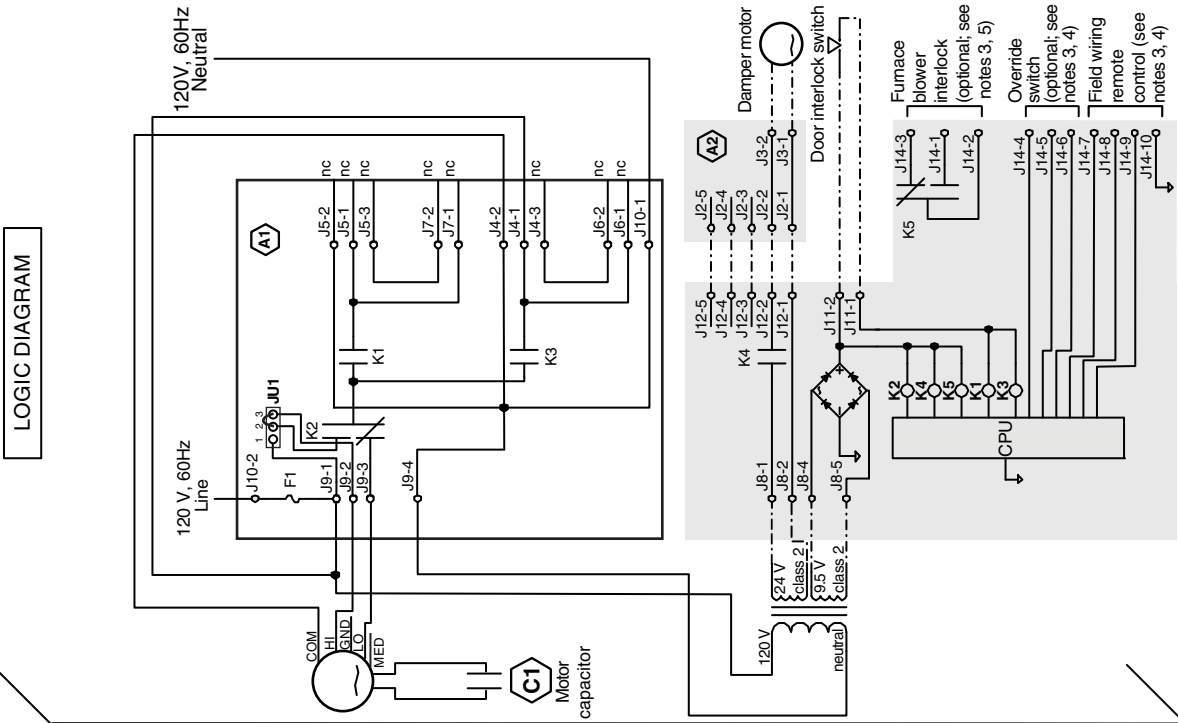 LOGIC DIAGRAM
120V, 60Hz
Neutral
120 V, 60Hz
Line
J10-2
F1
JU1
1
2
3
J9-1
J9-2
J9-3
J9-4
K2
K1
K3
A1
J5-2
J5-1
J5-3
J7-2
J7-1
J4-2
J4-1
J4-3
J6-2
J6-1
J10-1
nc
nc
nc
nc
nc
nc
nc
COM
HI
GND
LO
MED
C1
Motor
capacitor
120 V
neutral
24 V
class 2
9.5 V
class 2
J8-1
J8-2
J8-4
J8-5
K4
J12-5
J12-4
J12-3
J12-2
J12-1
J11-2
J11-1
A2
J2-5
J2-4
J2-3
J2-2
J2-1
J3-2
J3-1
Damper motor
Door interlock switch
+
K2
K4
K5
K1
K3
CPU
K5
J14-3
J14-1
J14-2
J14-4
J14-5
J14-6
J14-7
J14-8
J14-9
J14-10
Furnace
blower
interlock
(optional; see
notes 3, 5)
Override
switch
(optional; see
notes 3, 4)
Field wiring
remote
control (see
notes 3, 4)